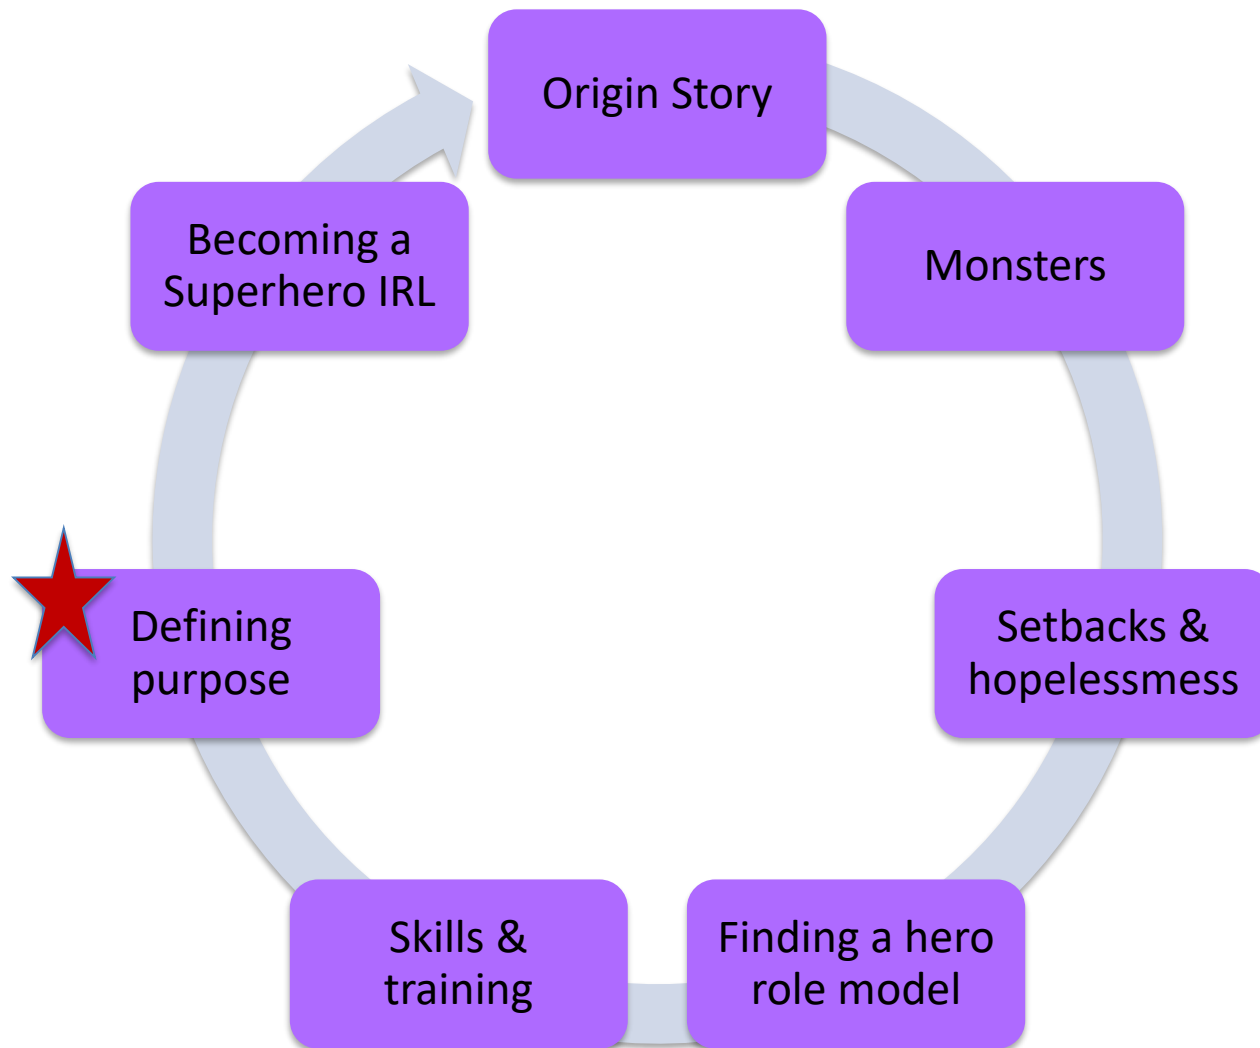 Origin Story
Monsters
Setbacks &
hopelessmess
Finding a hero
role model
Skills &
training
Defining
purpose
Becoming a
Superhero IRL